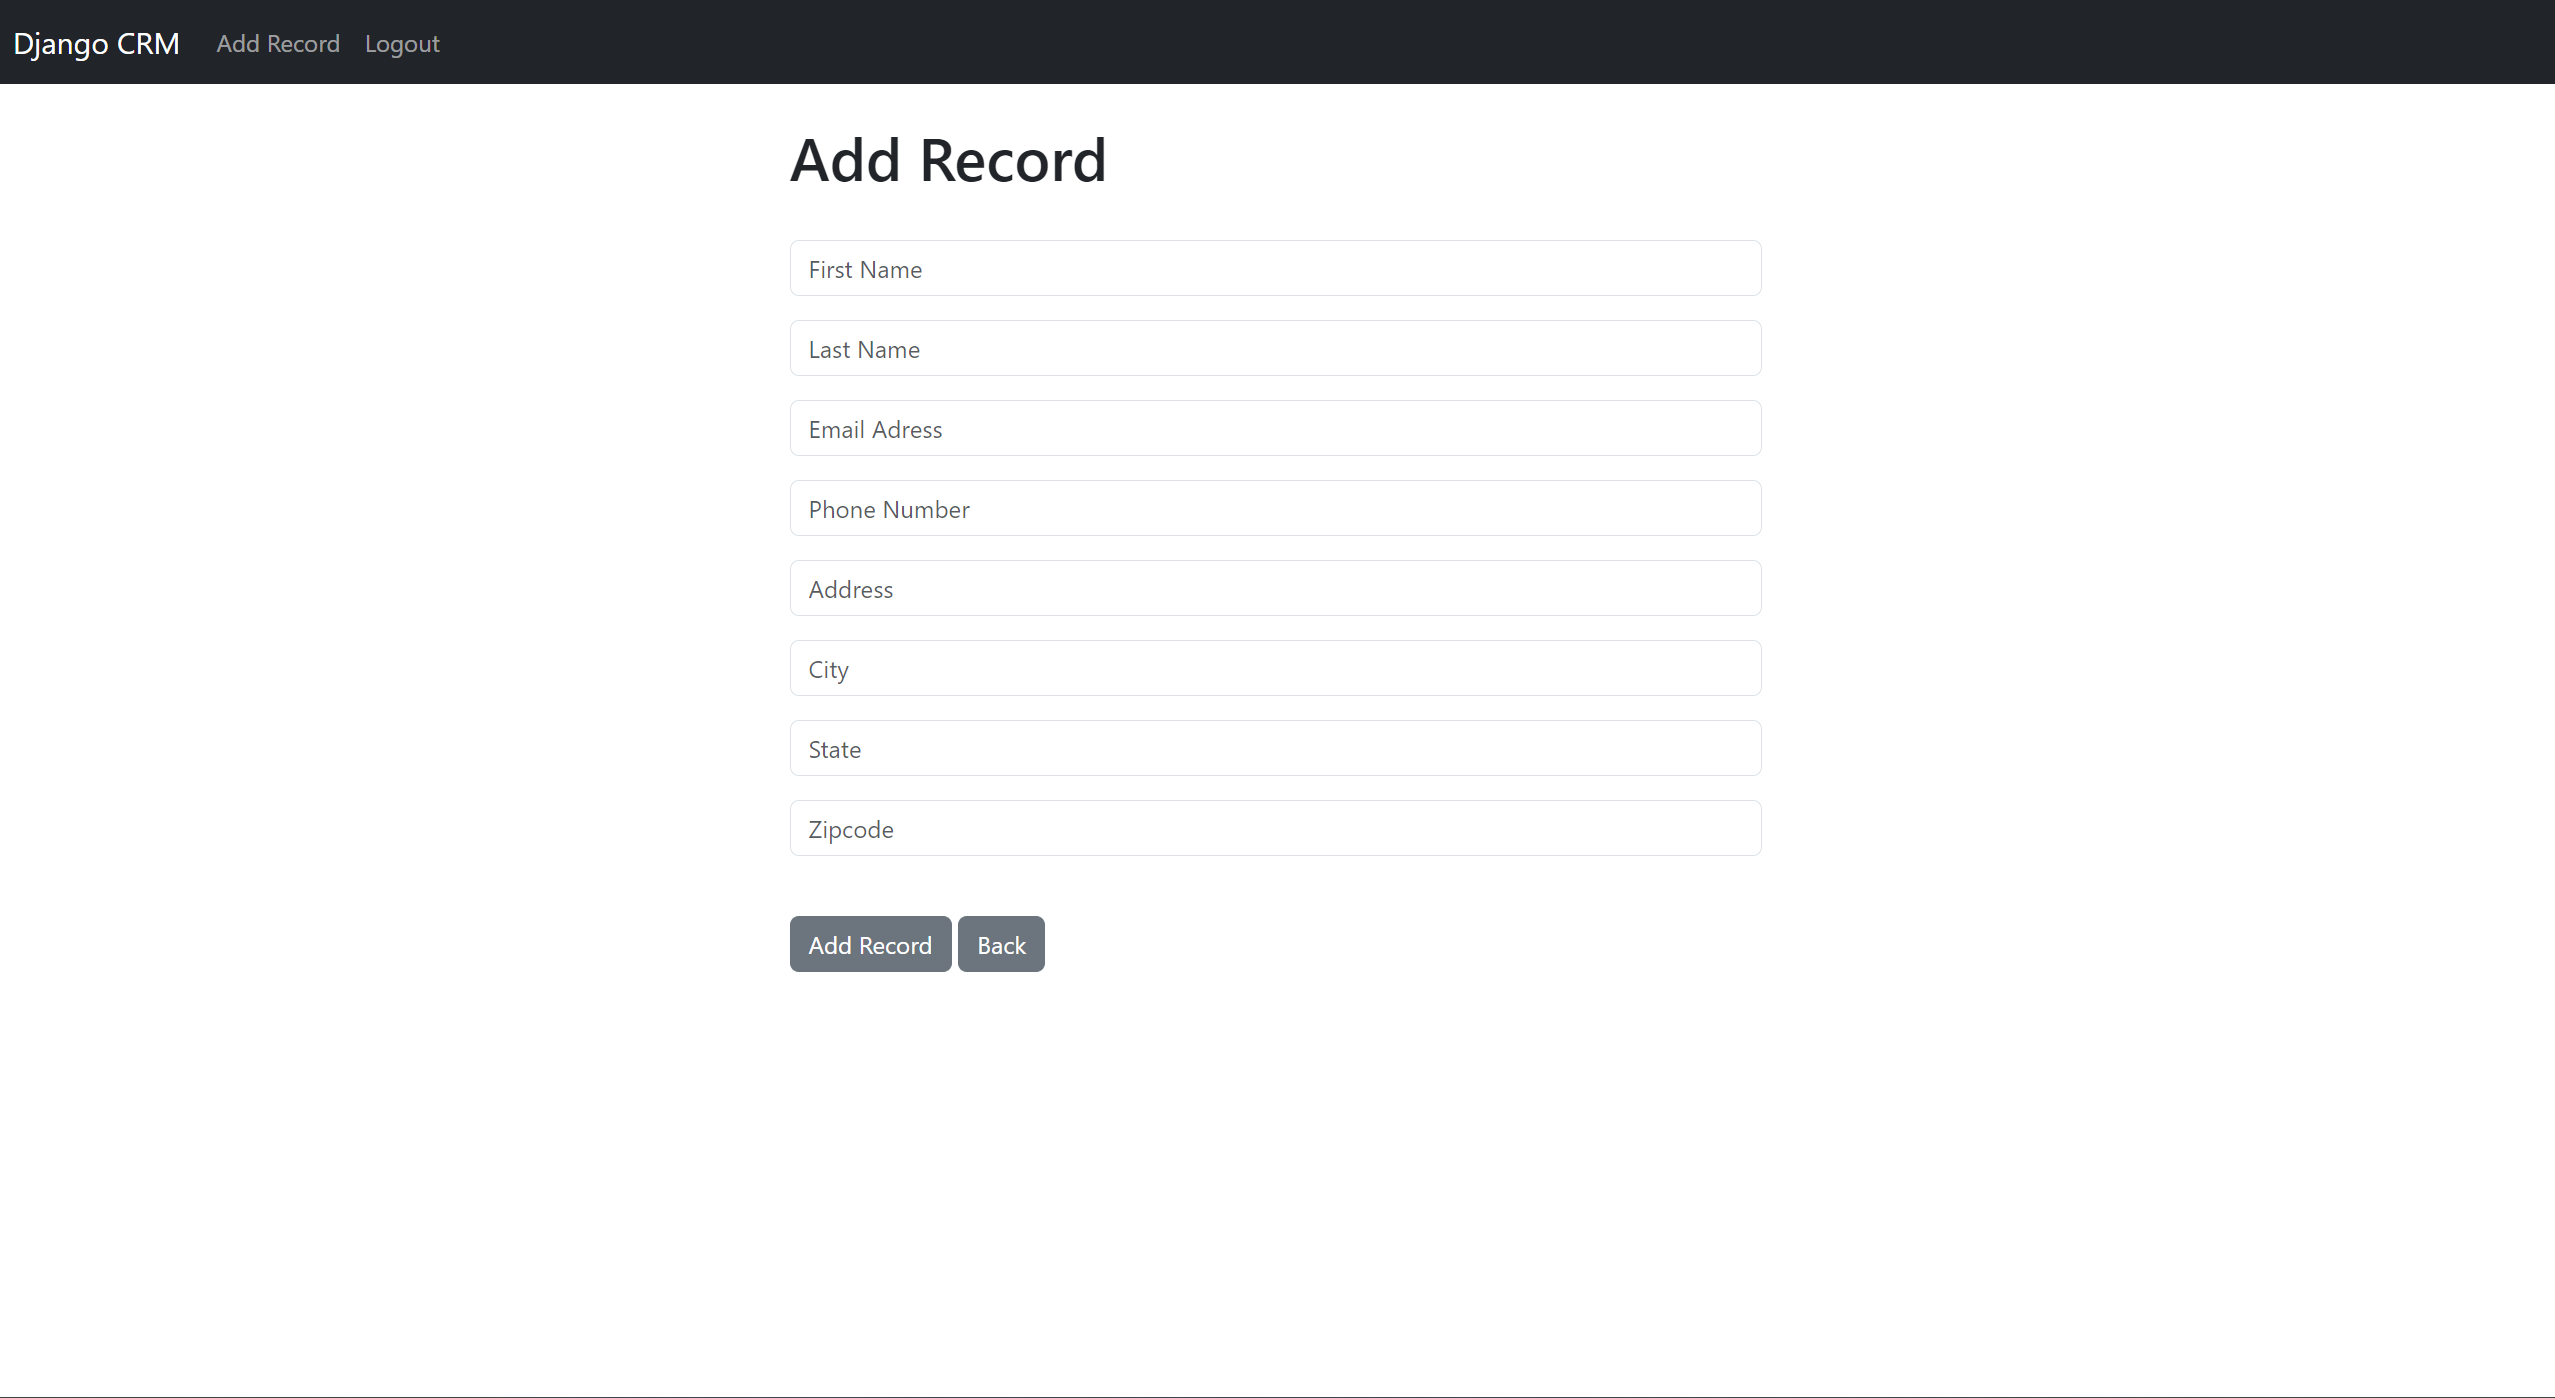 Django CRM Add Record Logout
Add Record
First Name
Last Name
Email Adress
Phone Number
Address
City
State
Zipcode
Add Record Back